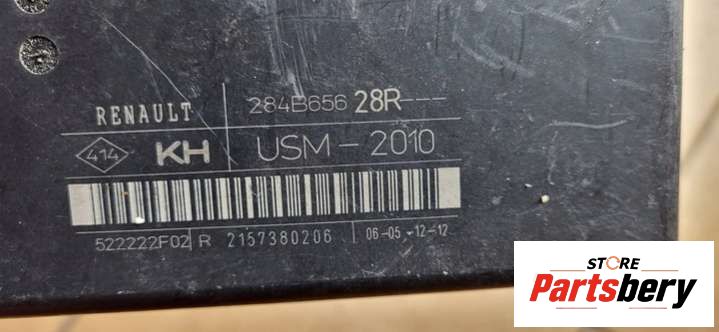 RENAULT 284B656 28R---
414 KH USM-2010
522222F02 R 2157380206 06-05-12-12
STORE
Partsbery